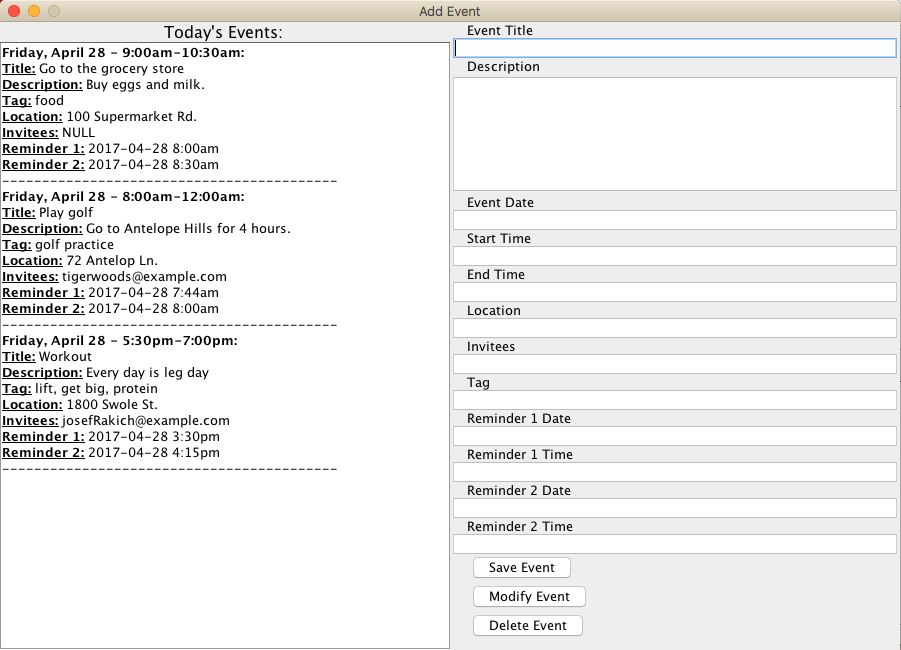 Add Event
Today's Events:
Friday, April 28 - 9:00am-10:30am:
Title: Go to the grocery store
Description: Buy eggs and milk.
Tag: food
Location: 100 Supermarket Rd.
Invitees: NULL
Reminder 1: 2017-04-28 8:00am
Reminder 2: 2017-04-28 8:30am
------------------------------------------
Friday, April 28 - 8:00am-12:00am:
Title: Play golf
Description: Go to Antelope Hills for 4 hours.
Tag: golf practice
Location: 72 Antelop Ln.
Invitees: tigerwoods@example.com
Reminder 1: 2017-04-28 7:44am
Reminder 2: 2017-04-28 8:00am
------------------------------------------
Friday, April 28 - 5:30pm-7:00pm:
Title: Workout
Description: Every day is leg day
Tag: lift, get big, protein
Location: 1800 Swole St.
Invitees: josefRakich@example.com
Reminder 1: 2017-04-28 3:30pm
Reminder 2: 2017-04-28 4:15pm
------------------------------------------
Event Title
Description
Event Date
Start Time
End Time
Location
Invitees
Tag
Reminder 1 Date
Reminder 1 Time
Reminder 2 Date
Reminder 2 Time
Save Event
Modify Event
Delete Event